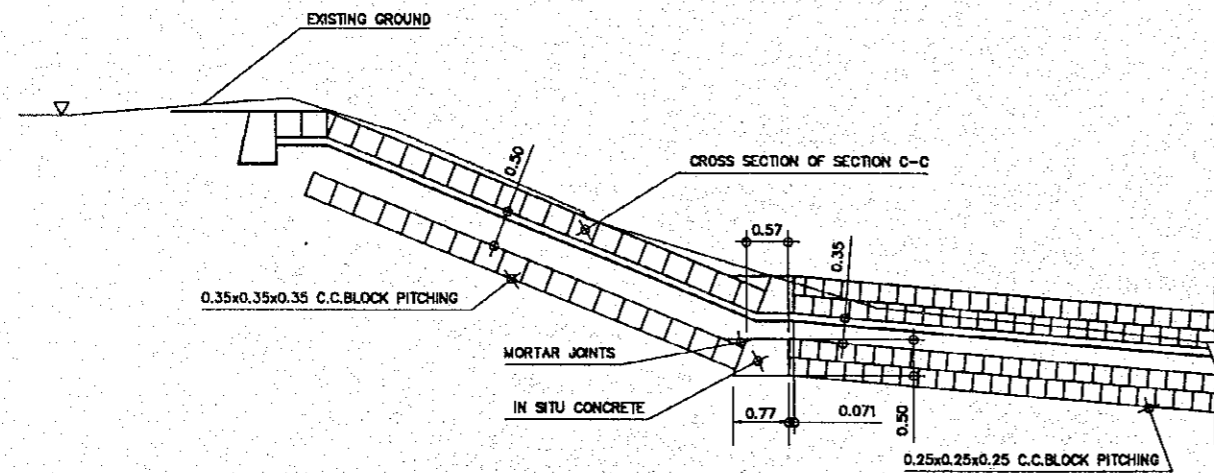 EXISTING GROUND
0.50
CROSS SECTION OF SECTION C-C
0.57
0.35
0.35x0.35x0.35 C.C.BLOCK PITCHING
MORTAR JOINTS
IN SITU CONCRETE
0.77
0.071
0.50
0.25x0.25x0.25 C.C.BLOCK PITCHING